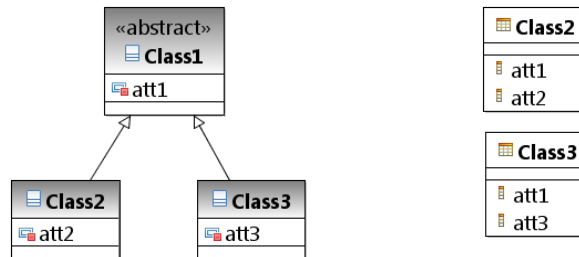 «abstract»
Class1
att1
Class2
att2
Class3
att3
Class2
att1
att2
Class3
att1
att3